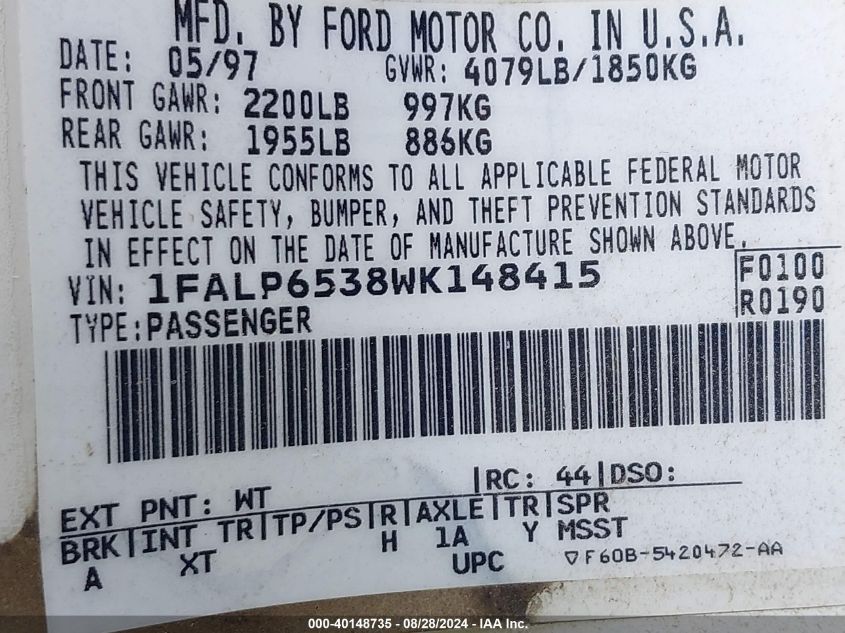 MFD. BY FORD MOTOR CO. IN U.S.A.
DATE: 05/97 GVWR: 4079LB/1850KG
FRONT GAWR: 2200LB 997KG
REAR GAWR: 1955LB 886KG
THIS VEHICLE CONFORMS TO ALL APPLICABLE FEDERAL MOTOR
VEHICLE SAFETY, BUMPER, AND THEFT PREVENTION STANDARDS
IN EFFECT ON THE DATE OF MANUFACTURE SHOWN ABOVE.
VIN: 1FALP6538WK148415 F0100
TYPE: PASSENGER R0190
EXT PNT: WT RC: 44 DSO:
BRK INT TR TP/PS R AXLE TR SPR
A XT H 1A Y MSST
UPC ▽F60B-5420472-AA
000-40148735 - 08/28/2024 - IAA Inc.